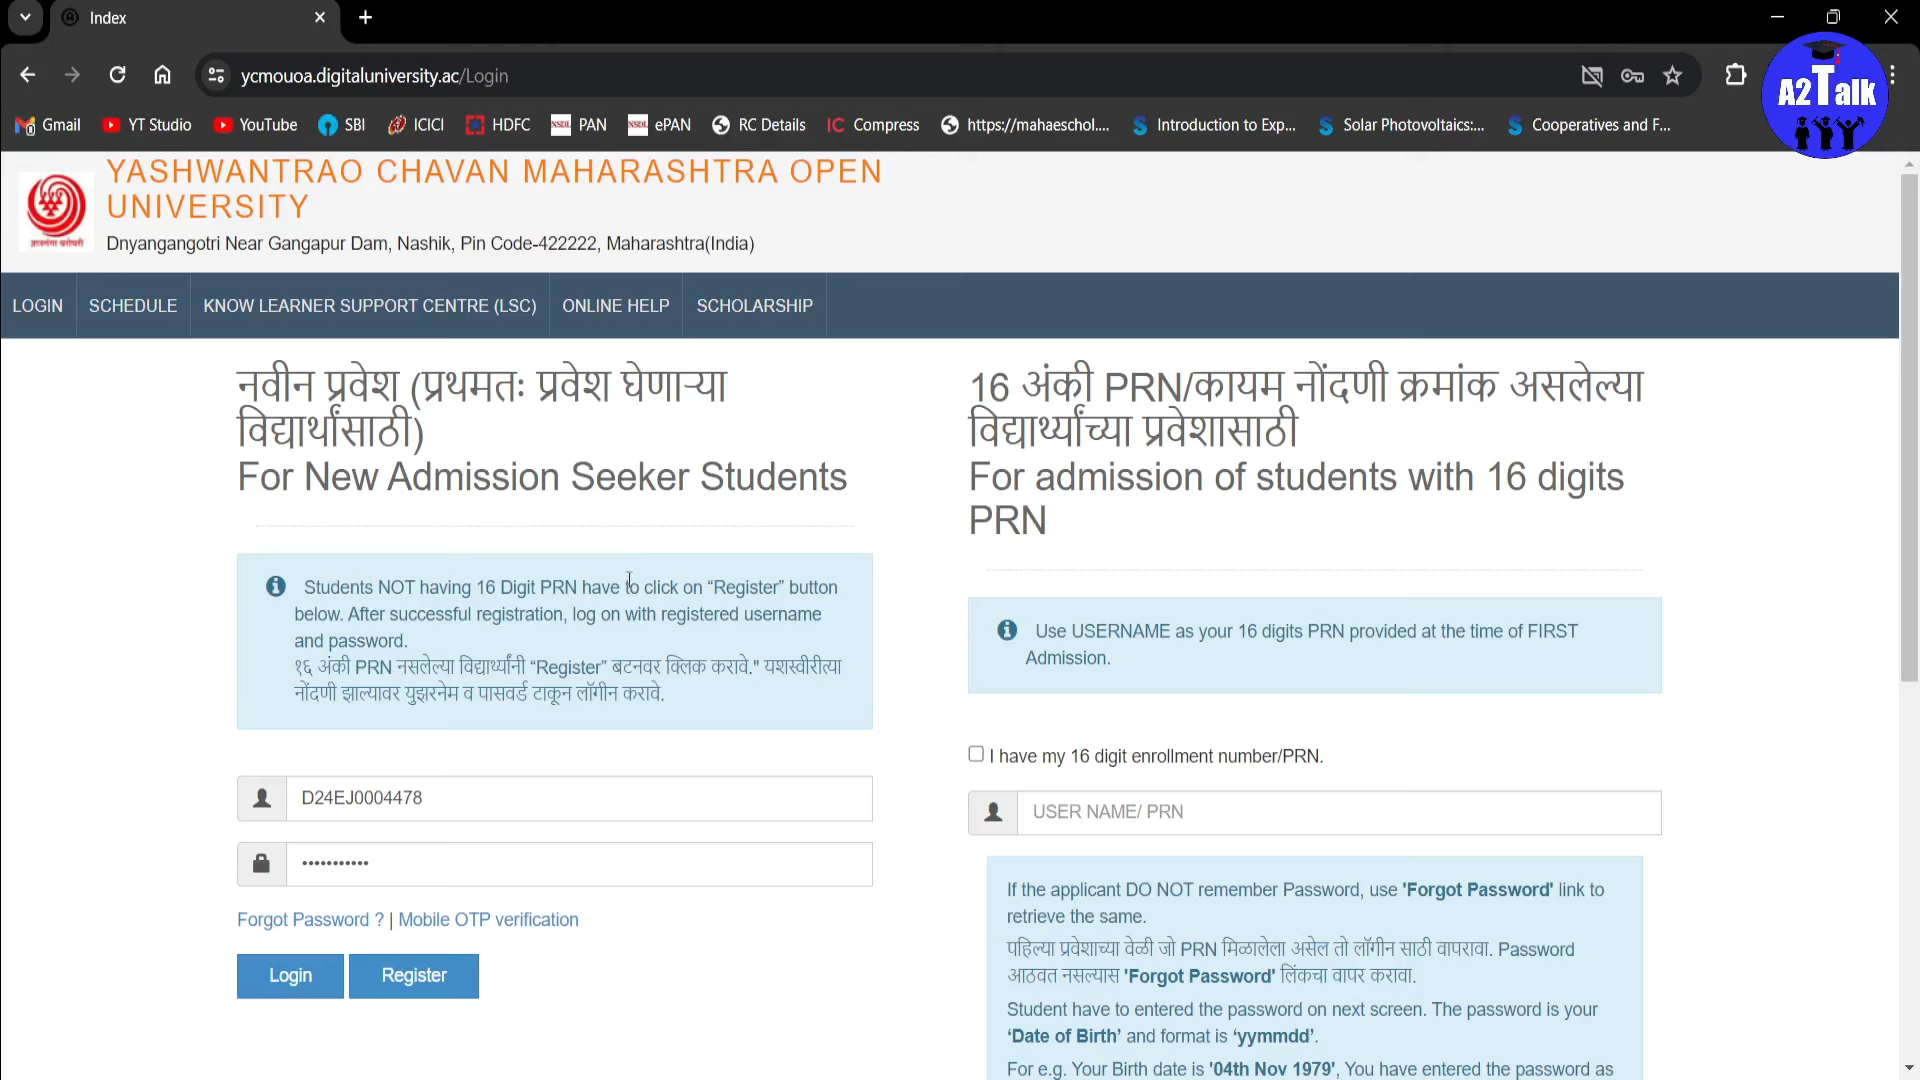 Index
ycmouoa.digitaluniversity.ac/Login
Gmail
YT Studio
YouTube
SBI
ICICI
HDFC
NSDL
PAN
NSDL
ePAN
RC Details
IC
Compress
https://mahaeschol....
Introduction to Exp...
Solar Photovoltaics:...
Cooperatives and F...
A2Talk
YASHWANTRAO CHAVAN MAHARASHTRA OPEN
UNIVERSITY
Dnyangangotri Near Gangapur Dam, Nashik, Pin Code-422222, Maharashtra(India)
LOGIN
SCHEDULE
KNOW LEARNER SUPPORT CENTRE (LSC)
ONLINE HELP
SCHOLARSHIP
नवीन प्रवेश (प्रथमतः प्रवेश घेणाऱ्या
विद्यार्थांसाठी)
For New Admission Seeker Students
Students NOT having 16 Digit PRN have to click on “Register” button
below. After successful registration, log on with registered username
and password.
१६ अंकी PRN नसलेल्या विद्यार्थ्यांनी “Register” बटनवर क्लिक करावे." यशस्वीरीत्या
नोंदणी झाल्यावर युझरनेम व पासवर्ड टाकून लॉगीन करावे.
D24EJ0004478
Forgot Password ? | Mobile OTP verification
Login
Register
16 अंकी PRN/कायम नोंदणी क्रमांक असलेल्या
विद्यार्थ्यांच्या प्रवेशासाठी
For admission of students with 16 digits
PRN
Use USERNAME as your 16 digits PRN provided at the time of FIRST
Admission.
I have my 16 digit enrollment number/PRN.
USER NAME/ PRN
If the applicant DO NOT remember Password, use 'Forgot Password' link to
retrieve the same.
पहिल्या प्रवेशाच्या वेळी जो PRN मिळालेला असेल तो लॉगीन साठी वापरावा. Password
आठवत नसल्यास 'Forgot Password' लिंकचा वापर करावा.
Student have to entered the password on next screen. The password is your
‘Date of Birth’ and format is ‘yymmdd’.
For e.g. Your Birth date is '04th Nov 1979', You have entered the password as